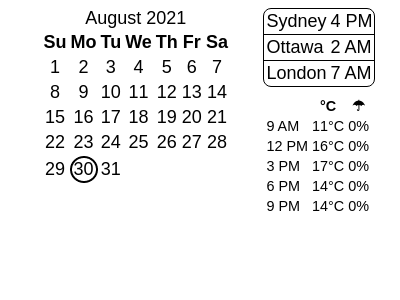 August 2021
Su Mo Tu We Th Fr Sa
1 2 3 4 5 6 7
8 9 10 11 12 13 14
15 16 17 18 19 20 21
22 23 24 25 26 27 28
29 30 31
Sydney 4 PM
Ottawa 2 AM
London 7 AM
°C ☂
9 AM 11°C 0%
12 PM 16°C 0%
3 PM 17°C 0%
6 PM 14°C 0%
9 PM 14°C 0%